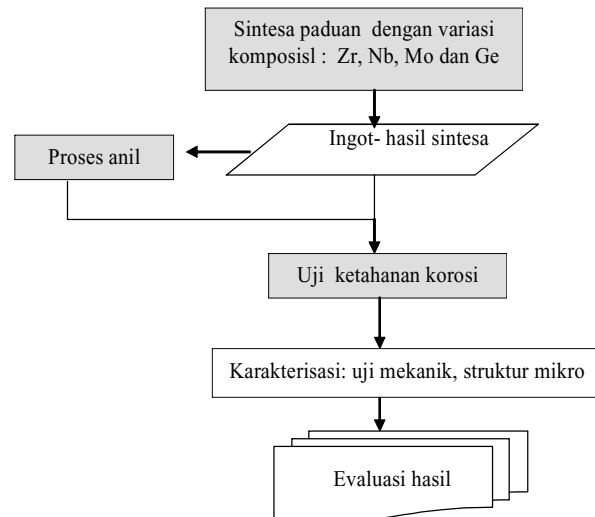 Sintesa paduan dengan variasi
komposisl : Zr, Nb, Mo dan Ge
Ingot- hasil sintesa
Proses anil
Uji ketahanan korosi
Karakterisasi: uji mekanik, struktur mikro
Evaluasi hasil